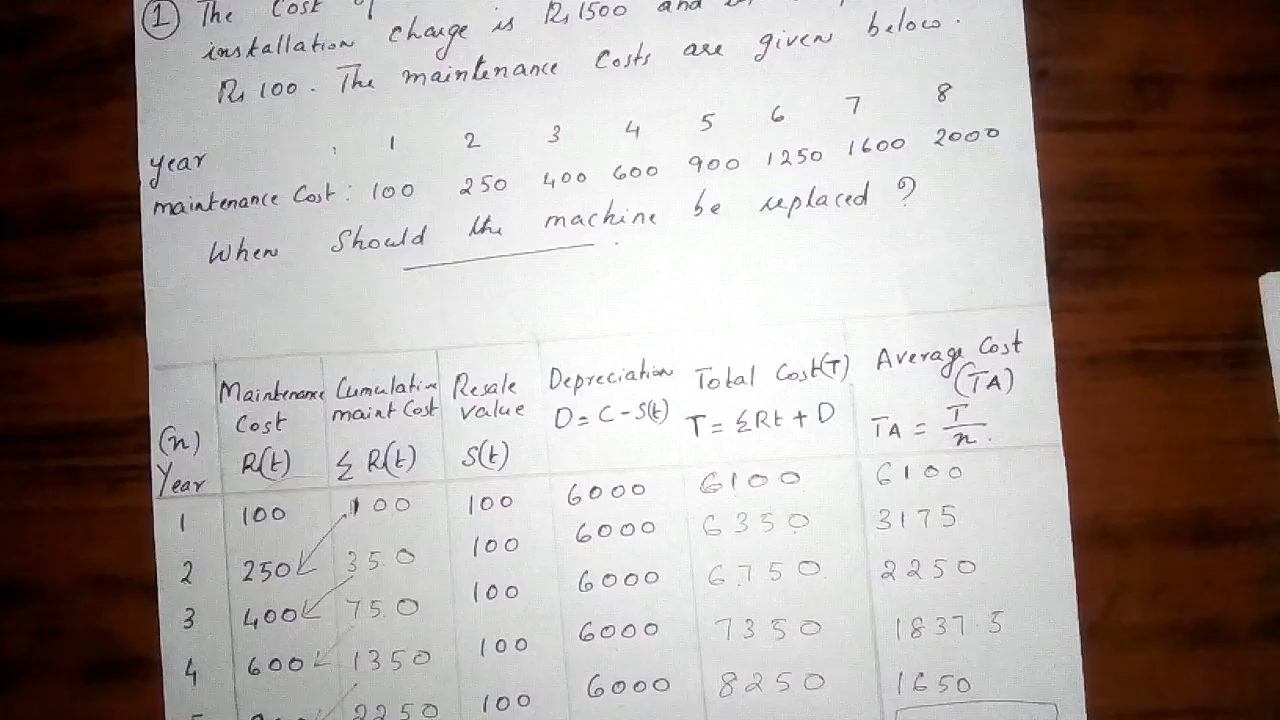 ① The Cost
installation charge is Rs 1500 and
Rs 100. The maintenance Costs are given below.
year : 1 2 3 4 5 6 7 8
maintenance Cost : 100 250 400 600 900 1250 1600 2000
When Should the machine be replaced ?
(n) Year
Maintenance Cost R(t)
Cumulative maint Cost Σ R(t)
Resale value S(t)
Depreciation D = C - S(t)
Total Cost(T) T = ΣRt + D
Average Cost (TA) TA = T/n.
1 100 100 100 6000 6100 6100
2 250 350 100 6000 6350 3175
3 400 750 100 6000 6750 2250
4 600 1350 100 6000 7350 1837.5
2250 100 6000 8250 1650